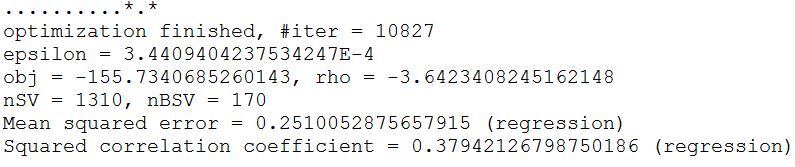 ..........*.*
optimization finished, #iter = 10827
epsilon = 3.4409404237534247E-4
obj = -155.7340685260143, rho = -3.6423408245162148
nSV = 1310, nBSV = 170
Mean squared error = 0.2510052875657915 (regression)
Squared correlation coefficient = 0.37942126798750186 (regression)